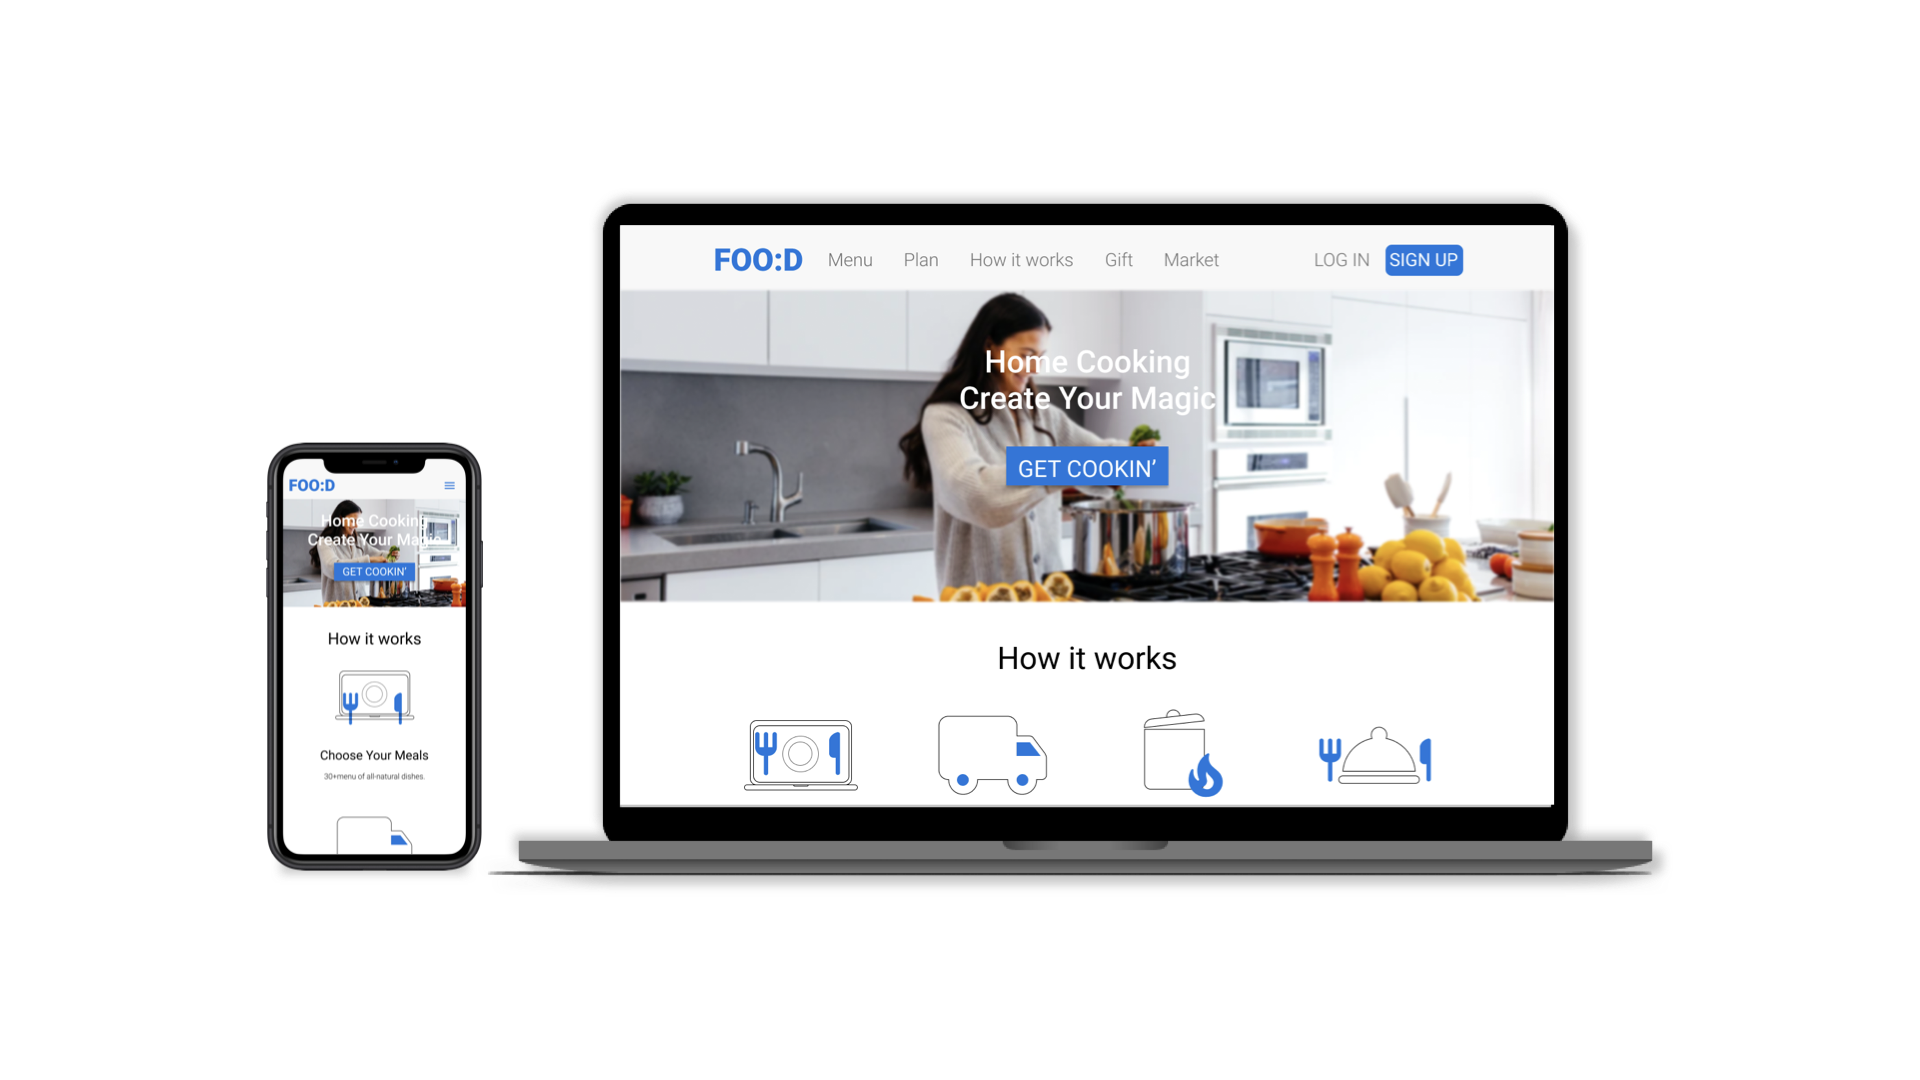 FOO:D
Home Cooking
Create Your Magic
GET COOKIN’
How it works
Choose Your Meals
30+menu of all-natural dishes.
FOO:D Menu Plan How it works Gift Market LOG IN SIGN UP
Home Cooking
Create Your Magic
GET COOKIN’
How it works